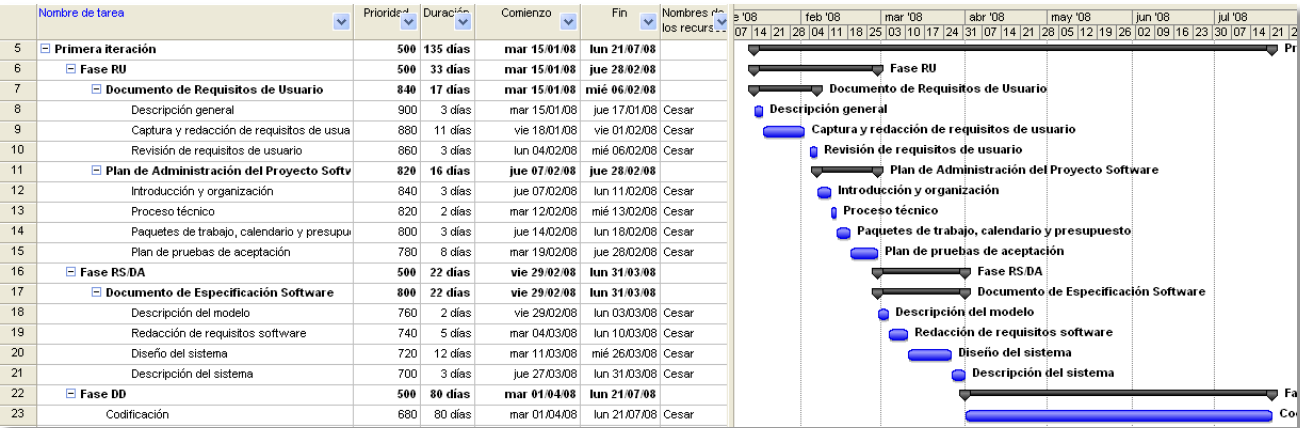 Nombre de tarea Prioridad Duración Comienzo Fin Nombres de los recursos
5 Primera iteración 500 135 días mar 15/01/08 lun 21/07/08
6 Fase RU 500 33 días mar 15/01/08 jue 28/02/08
7 Documento de Requisitos de Usuario 840 17 días mar 15/01/08 mié 06/02/08
8 Descripción general 900 3 días mar 15/01/08 jue 17/01/08 Cesar
9 Captura y redacción de requisitos de usua 880 11 días vie 18/01/08 vie 01/02/08 Cesar
10 Revisión de requisitos de usuario 860 3 días lun 04/02/08 mié 06/02/08 Cesar
11 Plan de Administración del Proyecto Softv 820 16 días jue 07/02/08 jue 28/02/08
12 Introducción y organización 840 3 días jue 07/02/08 lun 11/02/08 Cesar
13 Proceso técnico 820 2 días mar 12/02/08 mié 13/02/08 Cesar
14 Paquetes de trabajo, calendario y presupu 800 3 días jue 14/02/08 lun 18/02/08 Cesar
15 Plan de pruebas de aceptación 780 8 días mar 19/02/08 jue 28/02/08 Cesar
16 Fase RS/DA 500 22 días vie 29/02/08 lun 31/03/08
17 Documento de Especificación Software 800 22 días vie 29/02/08 lun 31/03/08
18 Descripción del modelo 760 2 días vie 29/02/08 lun 03/03/08 Cesar
19 Redacción de requisitos software 740 5 días mar 04/03/08 lun 10/03/08 Cesar
20 Diseño del sistema 720 12 días mar 11/03/08 mié 26/03/08 Cesar
21 Descripción del sistema 700 3 días jue 27/03/08 lun 31/03/08 Cesar
22 Fase DD 500 80 días mar 01/04/08 lun 21/07/08
23 Codificación 680 80 días mar 01/04/08 lun 21/07/08 Cesar
e '08 feb '08 mar '08 abr '08 may '08 jun '08 jul '08
07 14 21 28 04 11 18 25 03 10 17 24 31 07 14 21 28 05 12 19 26 02 09 16 23 30 07 14 21 2
Pr
Fase RU
Documento de Requisitos de Usuario
Descripción general
Captura y redacción de requisitos de usuario
Revisión de requisitos de usuario
Plan de Administración del Proyecto Software
Introducción y organización
Proceso técnico
Paquetes de trabajo, calendario y presupuesto
Plan de pruebas de aceptación
Fase RS/DA
Documento de Especificación Software
Descripción del modelo
Redacción de requisitos software
Diseño del sistema
Descripción del sistema
Fa
Co